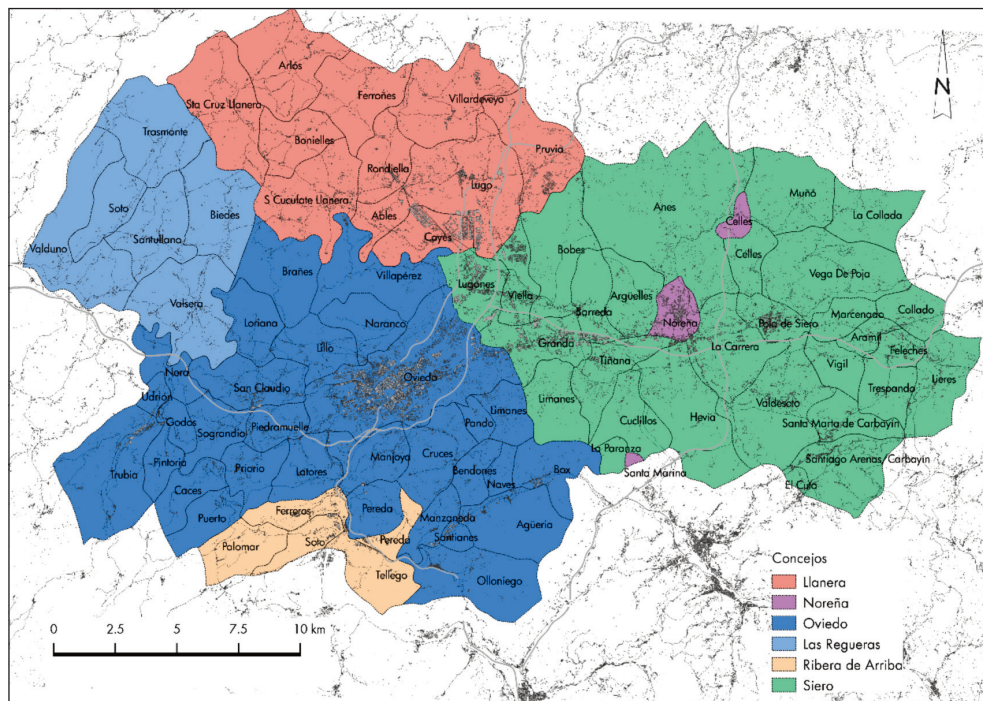 Arlós
Sta Cruz Llanera
Ferroñes
Villardeveyo
Trasmonte
Bonielles
Pruvia
Rondiella
Lugo
S Cuculate Llanera
Ables
Cayés
Soto
Biedes
Santullano
Valduno
Valsera
Anes
Muñó
La Collada
Celles
Celles
Bobes
Vega De Poja
Brañes
Villapérez
Lugones
Viella
Argüelles
Noreña
Barreda
Pola de Siero
Marcenado
Collado
Aramil
Feleches
Loriana
Naranco
Granda
La Carrera
Lillo
Tiñana
Vigil
Lieres
Nora
Oviedo
San Claudio
Limanes
Trespando
Udrión
Limones
Cuclillos
Hevia
Valdesoto
Godos
Sograndio
Piedramuelle
Pando
Santa Marta de Carbayín
Pintoria
Priario
Latores
Manjoya
Cruces
La Paranza
Santiago Arenas/Carbayín
Trubia
Bendones
Box
Santa Marina
Caces
Naves
El Cuto
Puerto
Ferreros
Pereda
Manzaneda
Agüeria
Palomar
Soto
Pereda
Santianes
Tellego
Olloniego
N
Concejos
Llanera
Noreña
Oviedo
Las Regueras
Ribera de Arriba
Siero
0 2.5 5 7.5 10 km